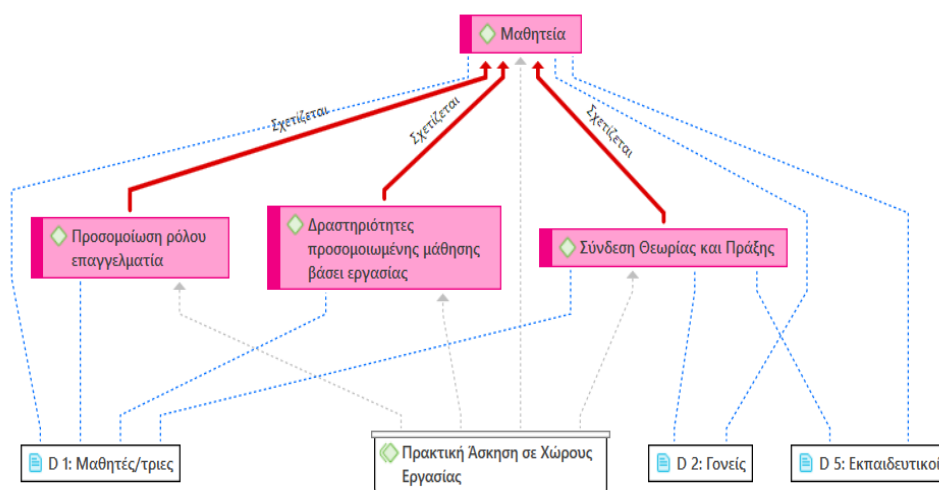 Μαθητεία
Σχετίζεται
Σχετίζεται
Σχετίζεται
Προσομοίωση ρόλου
επαγγελματία
Δραστηριότητες
προσομοιωμένης μάθησης
βάσει εργασίας
Σύνδεση Θεωρίας και Πράξης
D 1: Μαθητές/τριες
Πρακτική Άσκηση σε Χώρους
Εργασίας
D 2: Γονείς
D 5: Εκπαιδευτικοί